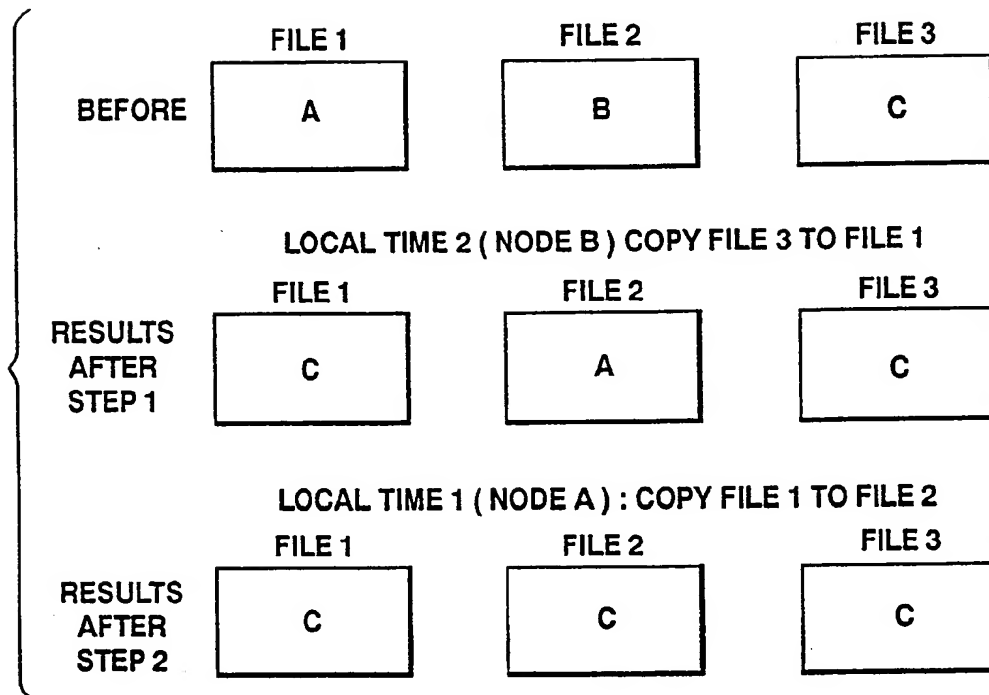 FILE 1 FILE 2 FILE 3
BEFORE A B C
LOCAL TIME 2 ( NODE B ) COPY FILE 3 TO FILE 1
FILE 1 FILE 2 FILE 3
RESULTS
AFTER C A C
STEP 1
LOCAL TIME 1 ( NODE A ) : COPY FILE 1 TO FILE 2
FILE 1 FILE 2 FILE 3
RESULTS
AFTER C C C
STEP 2